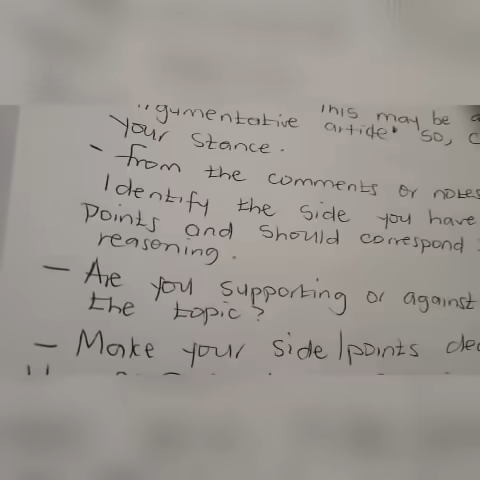 This may be
gumentative article. So,
your stance.
- from the comments or notes
Identify the side you have
points and should correspond
reasoning.
- Are you supporting or against
the topic?
- Make your side/points